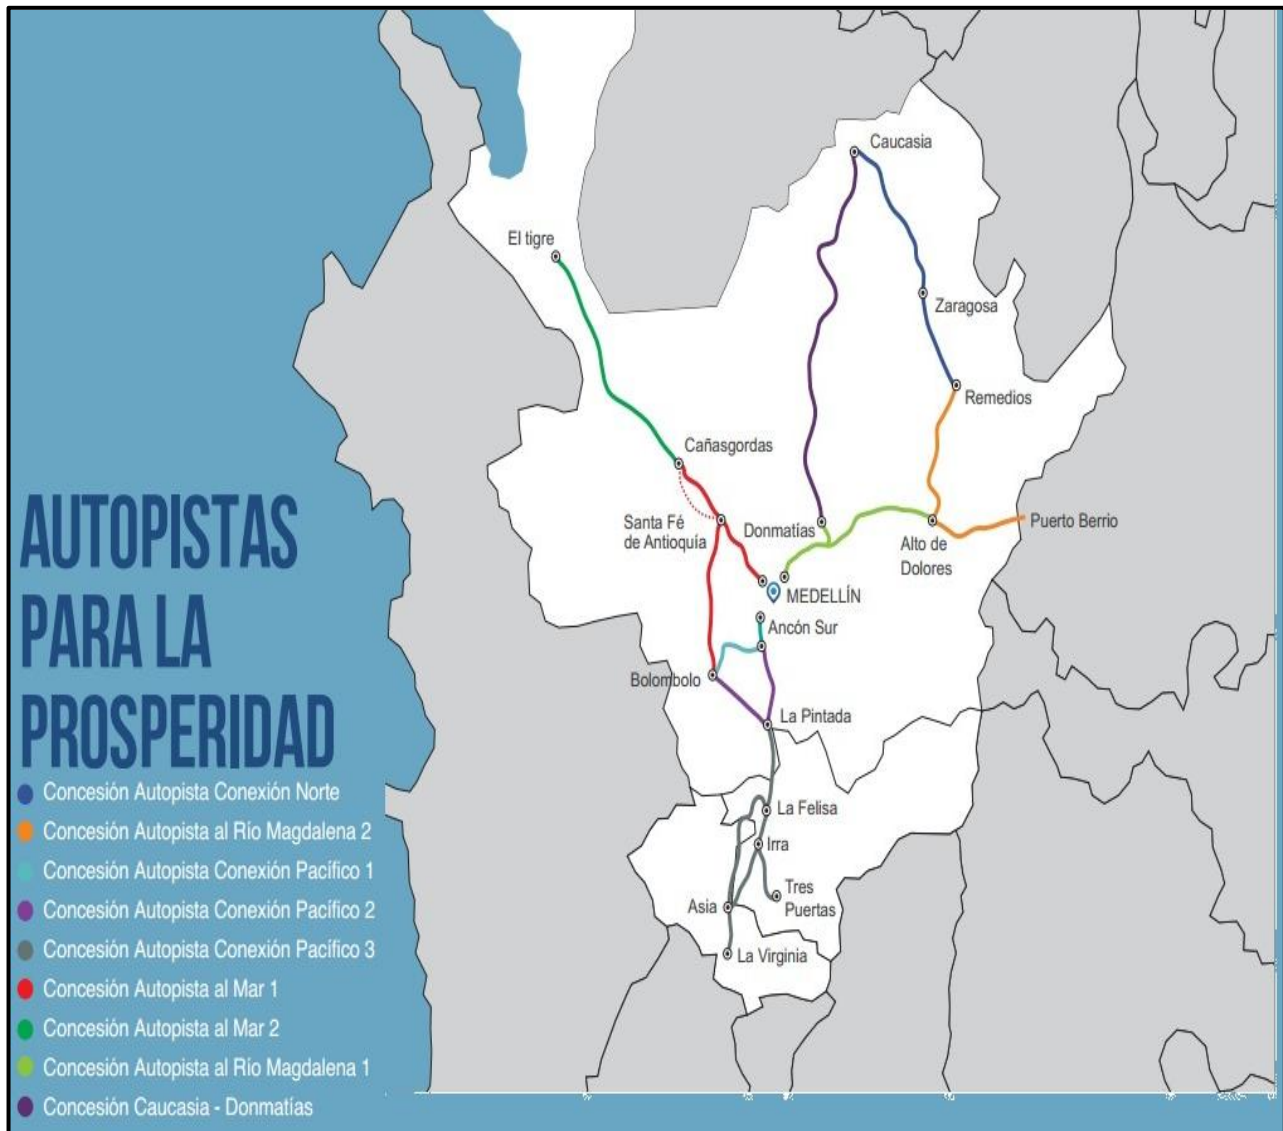 Caucasia
El tigre
Zaragosa
Remedios
Cañasgordas
Santa Fé
de Antioquía
Donmatías
Puerto Berrio
Alto de
Dolores
MEDELLÍN
Ancón Sur
Bolombolo
La Pintada
La Felisa
Irra
Tres
Puertas
Asia
La Virginia
AUTOPISTAS
PARA LA
PROSPERIDAD
Concesión Autopista Conexión Norte
Concesión Autopista al Río Magdalena 2
Concesión Autopista Conexión Pacífico 1
Concesión Autopista Conexión Pacífico 2
Concesión Autopista Conexión Pacífico 3
Concesión Autopista al Mar 1
Concesión Autopista al Mar 2
Concesión Autopista al Río Magdalena 1
Concesión Caucasia - Donmatías